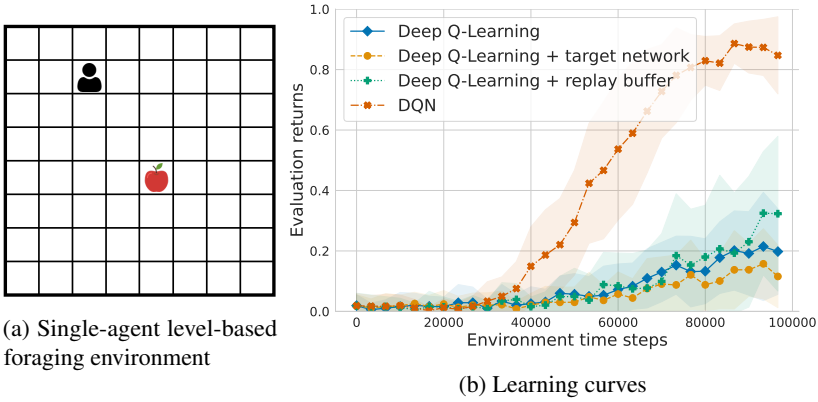 1.0
0.8
0.6
0.4
0.2
0.0
Evaluation returns
Deep Q-Learning
Deep Q-Learning + target network
Deep Q-Learning + replay buffer
DQN
0 20000 40000 60000 80000 100000
Environment time steps
(a) Single-agent level-based
foraging environment
(b) Learning curves